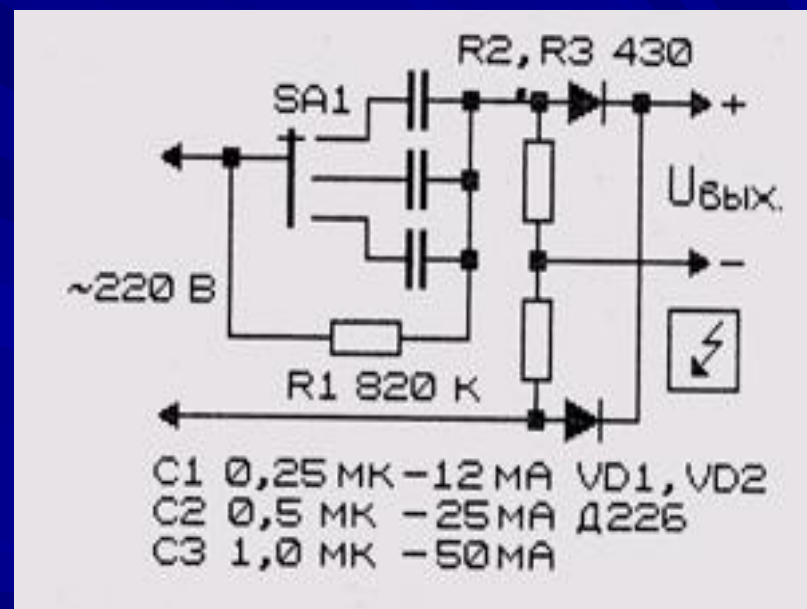 R2,R3 430
SA1
+
Uвых.
−
~220 В
R1 820 К
С1 0,25 МК −12 МА VD1,VD2
С2 0,5 МК −25 МА Д226
С3 1,0 МК −50 МА